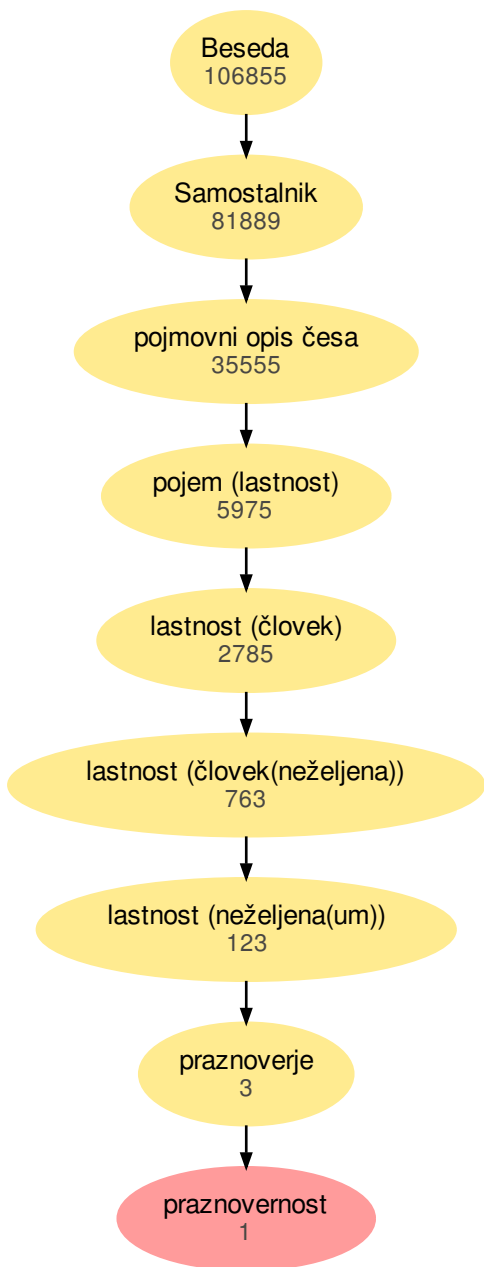 Beseda
106855
Samostalnik
81889
pojmovni opis česa
35555
pojem (lastnost)
5975
lastnost (človek)
2785
lastnost (človek(neželjena))
763
lastnost (neželjena(um))
123
praznoverje
3
praznovernost
1